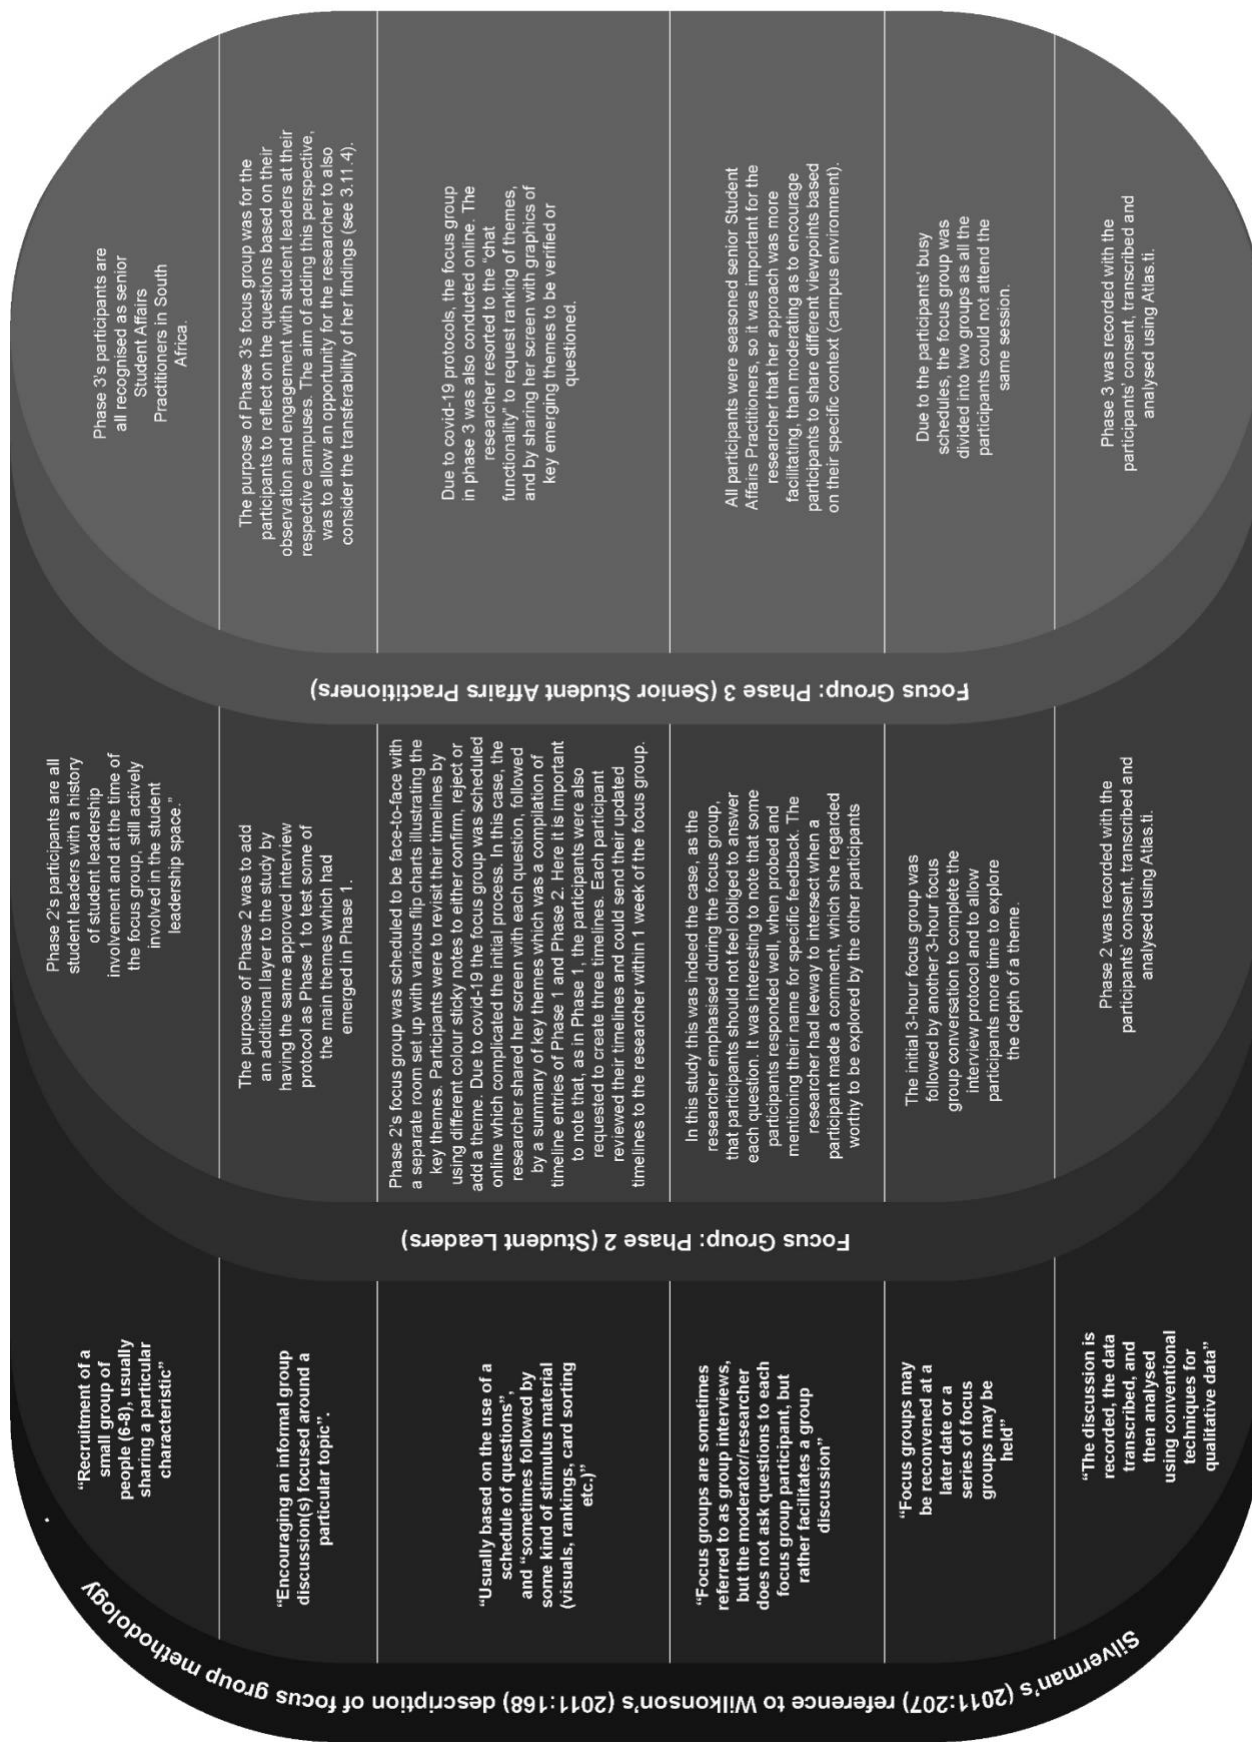 Silverman's (2011:207) reference to Wilkonson's (2011:168) description of focus group methodology
.
"Recruitment of a
small group of
people (6-8), usually
sharing a particular
characteristic"
"Encouraging an informal group
discussion(s) focused around a
particular topic".
"Usually based on the use of a
schedule of questions",
and "sometimes followed by
some kind of stimulus material
(visuals, rankings, card sorting
etc.)"
"Focus groups are sometimes
referred to as group interviews,
but the moderator/researcher
does not ask questions to each
focus group participant, but
rather facilitates a group
discussion"
"Focus groups may
be reconvened at a
later date or a
series of focus
groups may be
held"
"The discussion is
recorded, the data
transcribed, and
then analysed
using conventional
techniques for
qualitative data"
Focus Group: Phase 2 (Student Leaders)
Phase 2's participants are all
student leaders with a history
of student leadership
involvement and at the time of
the focus group, still actively
involved in the student
leadership space."
The purpose of Phase 2 was to add
an additional layer to the study by
having the same approved interview
protocol as Phase 1 to test some of
the main themes which had
emerged in Phase 1.
Phase 2's focus group was scheduled to be face-to-face with
a separate room set up with various flip charts illustrating the
key themes. Participants were to revisit their timelines by
using different colour sticky notes to either confirm, reject or
add a theme. Due to covid-19 the focus group was scheduled
online which complicated the initial process. In this case, the
researcher shared her screen with each question, followed
by a summary of key themes which was a compilation of
timeline entries of Phase 1 and Phase 2. Here it is important
to note that, as in Phase 1, the participants were also
requested to create three timelines. Each participant
reviewed their timelines and could send their updated
timelines to the researcher within 1 week of the focus group.
In this study this was indeed the case, as the
researcher emphasised during the focus group,
that participants should not feel obliged to answer
each question. It was interesting to note that some
participants responded well, when probed and
mentioning their name for specific feedback. The
researcher had leeway to intersect when a
participant made a comment, which she regarded
worthy to be explored by the other participants
The initial 3-hour focus group was
followed by another 3-hour focus
group conversation to complete the
interview protocol and to allow
participants more time to explore
the depth of a theme.
Phase 2 was recorded with the
participants' consent, transcribed and
analysed using Atlas.ti.
Focus Group: Phase 3 (Senior Student Affairs Practitioners)
Phase 3's participants are
all recognised as senior
Student Affairs
Practitioners in South
Africa.
The purpose of Phase 3's focus group was for the
participants to reflect on the questions based on their
observation and engagement with student leaders at their
respective campuses. The aim of adding this perspective,
was to allow an opportunity for the researcher to also
consider the transferability of her findings (see 3.11.4).
Due to covid-19 protocols, the focus group
in phase 3 was also conducted online. The
researcher resorted to the "chat
functionality" to request ranking of themes,
and by sharing her screen with graphics of
key emerging themes to be verified or
questioned.
All participants were seasoned senior Student
Affairs Practitioners, so it was important for the
researcher that her approach was more
facilitating, than moderating as to encourage
participants to share different viewpoints based
on their specific context (campus environment).
Due to the participants' busy
schedules, the focus group was
divided into two groups as all the
participants could not attend the
same session.
Phase 3 was recorded with the
participants' consent, transcribed and
analysed using Atlas.ti.